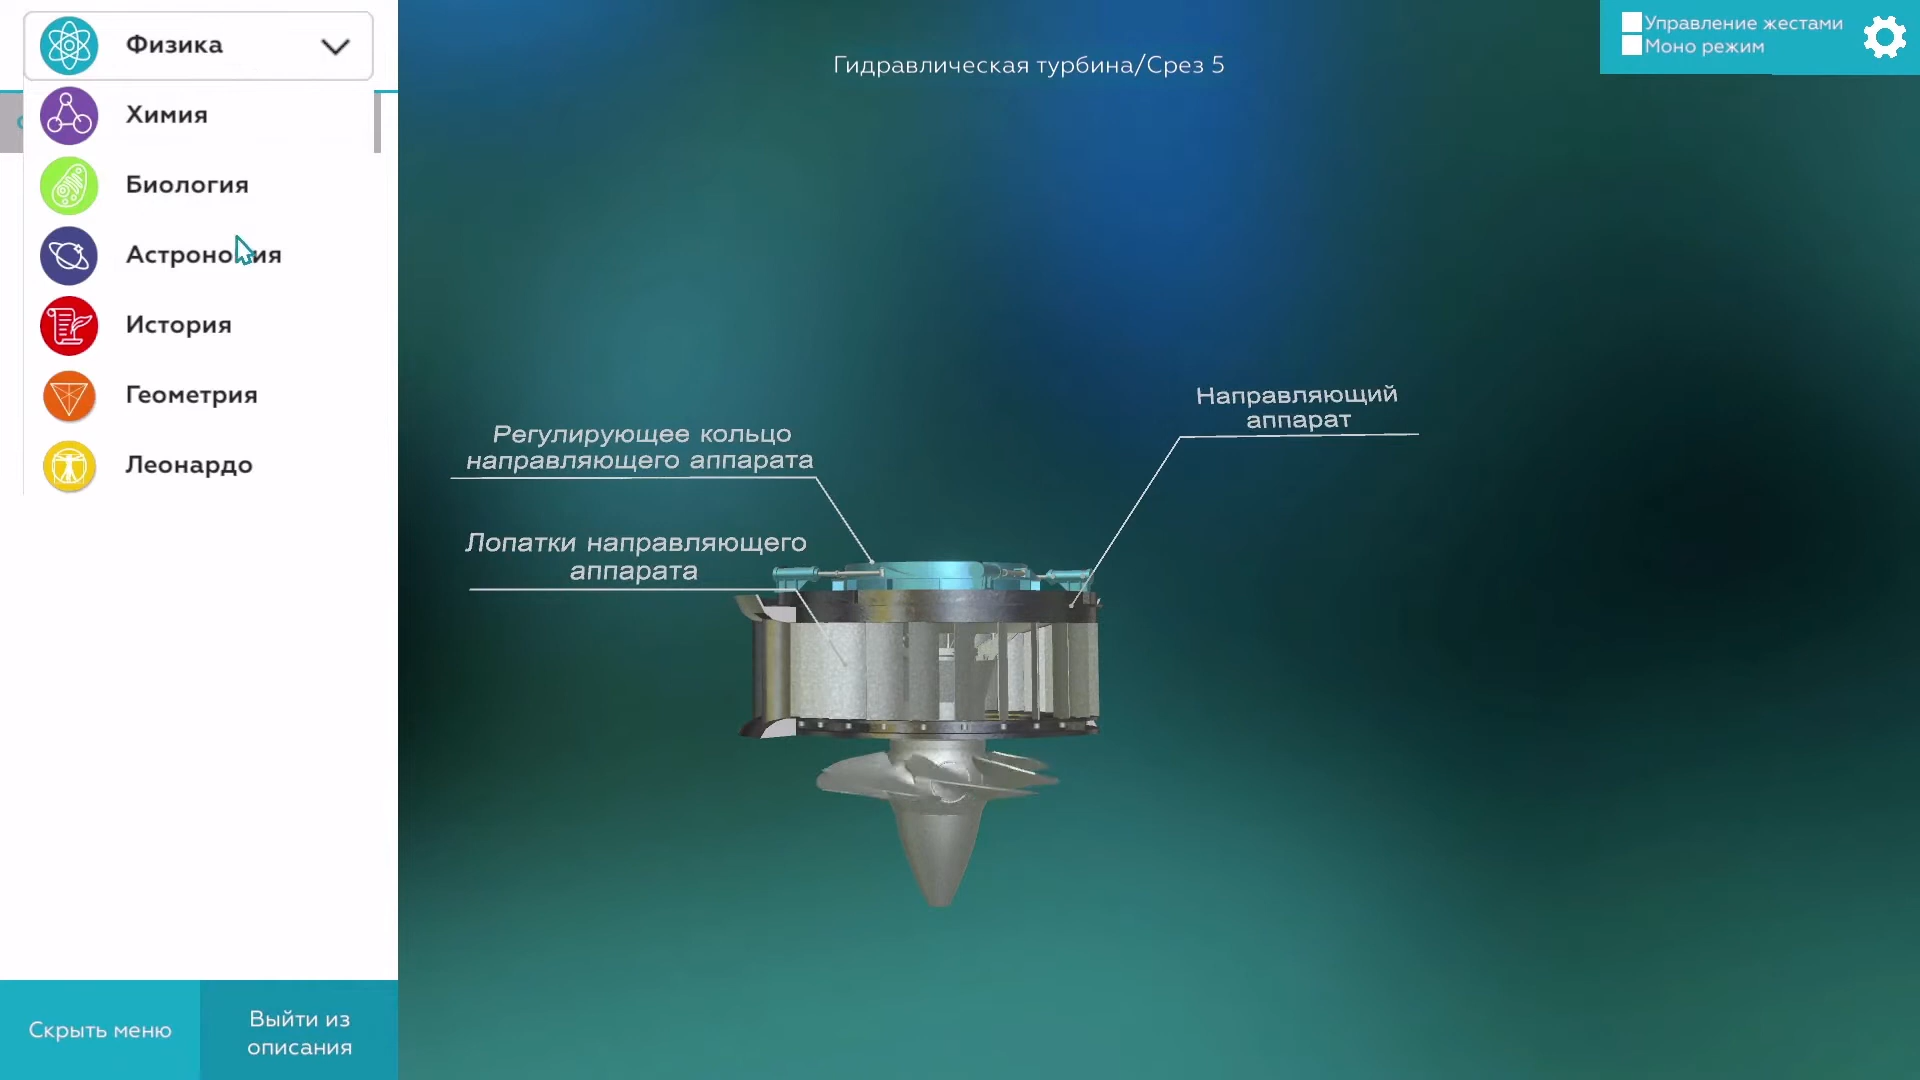 Физика
Химия
Биология
Астрономия
История
Геометрия
Леонардо
Скрыть меню
Выйти из
описания
Гидравлическая турбина/Срез 5
Управление жестами
Моно режим
Регулирующее кольцо
направляющего аппарата
Лопатки направляющего
аппарата
Направляющий
аппарат